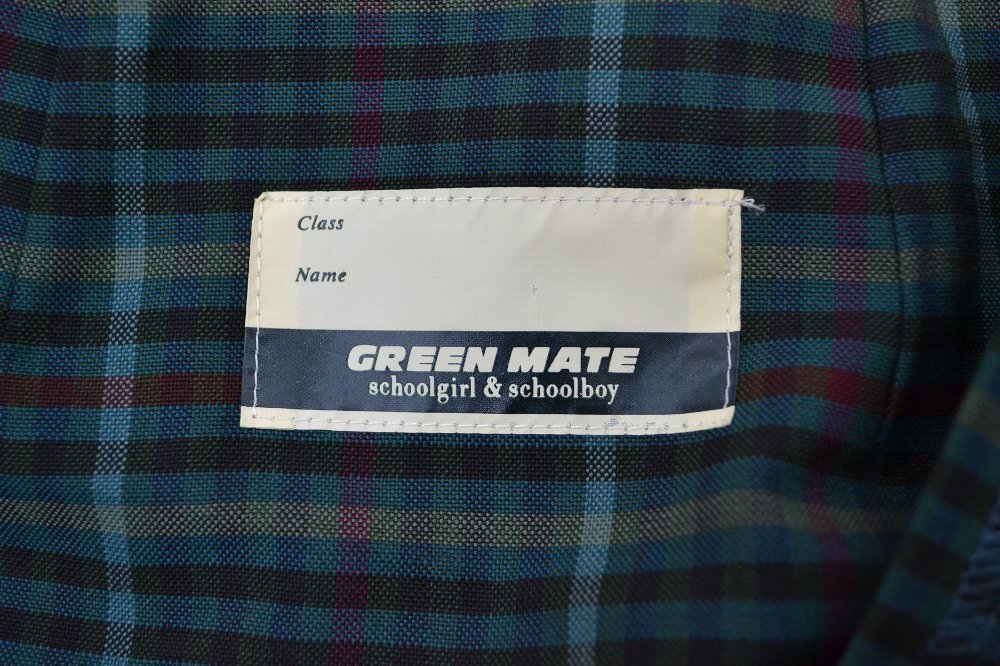 Class
Name
GREEN MATE
schoolgirl & schoolboy